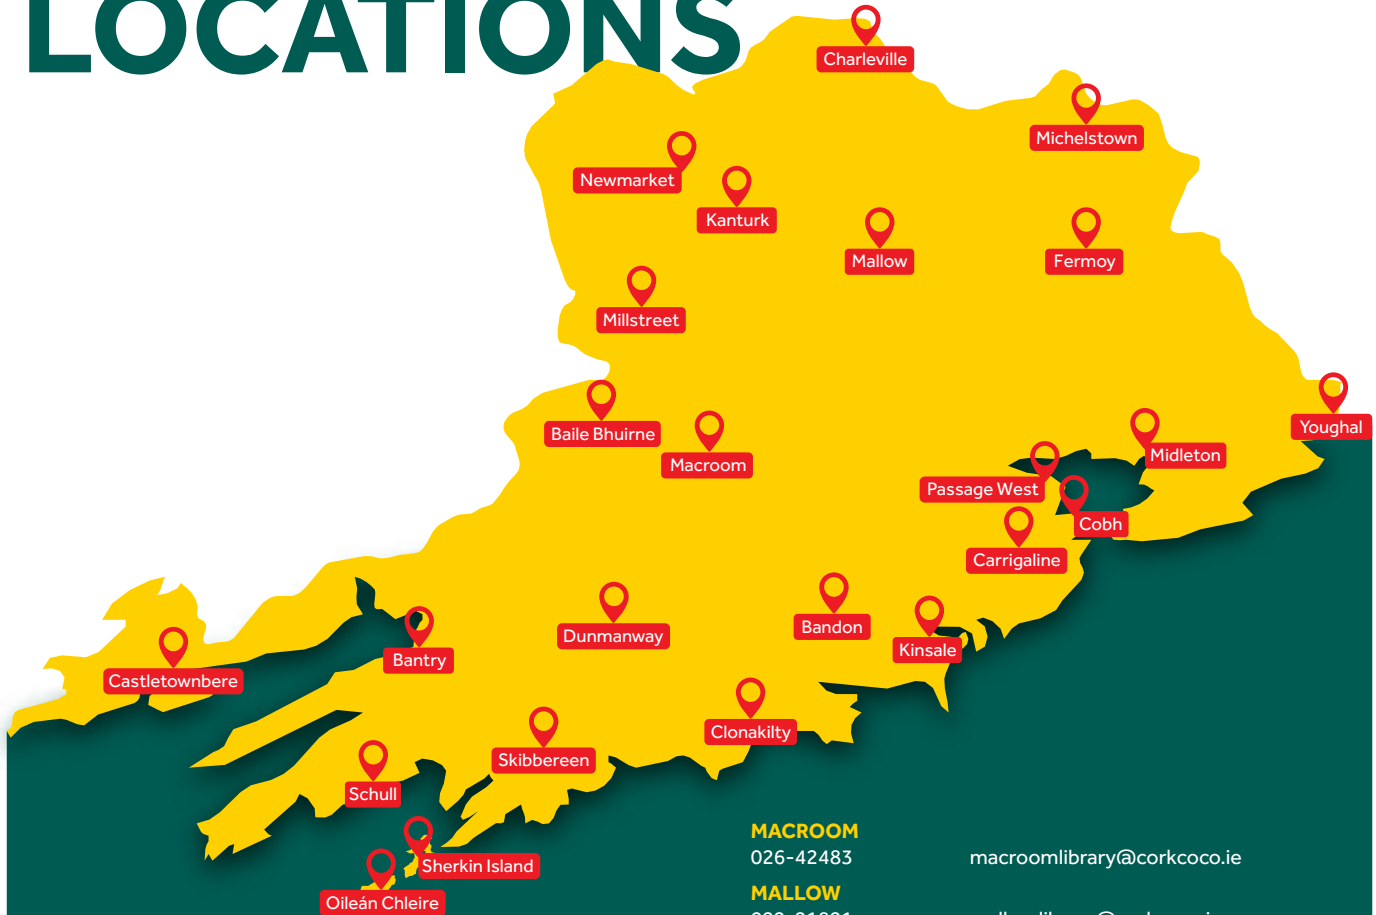 LOCATIONS
Charleville
Michelstown
Newmarket
Kanturk
Mallow
Fermoy
Millstreet
Baile Bhuirne
Macroom
Youghal
Midleton
Passage West
Cobh
Carrigaline
Dunmanway
Bandon
Kinsale
Bantry
Castletownbere
Clonakilty
Skibbereen
Schull
Sherkin Island
Oileán Chleire
MACROOM
026-42483 macroomlibrary@corkcoco.ie
MALLOW